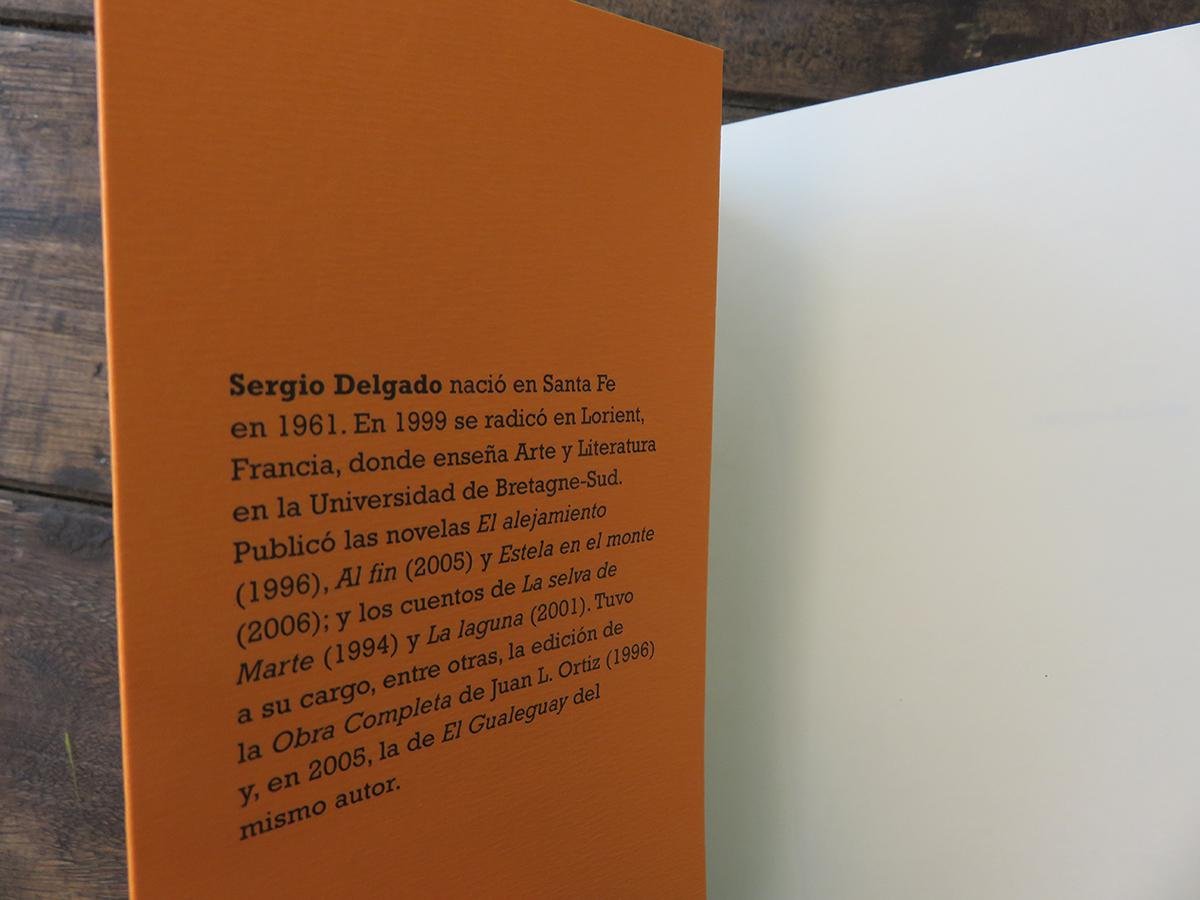 Sergio Delgado nació en Santa Fe
en 1961. En 1999 se radicó en Lorient,
Francia, donde enseña Arte y Literatura
en la Universidad de Bretagne-Sud.
Publicó las novelas El alejamiento
(1996), Al fin (2005) y Estela en el monte
(2006); y los cuentos de La selva de
Marte (1994) y La laguna (2001). Tuvo
a su cargo, entre otras, la edición de
la Obra Completa de Juan L. Ortiz (1996)
y, en 2005, la de El Gualeguay del
mismo autor.